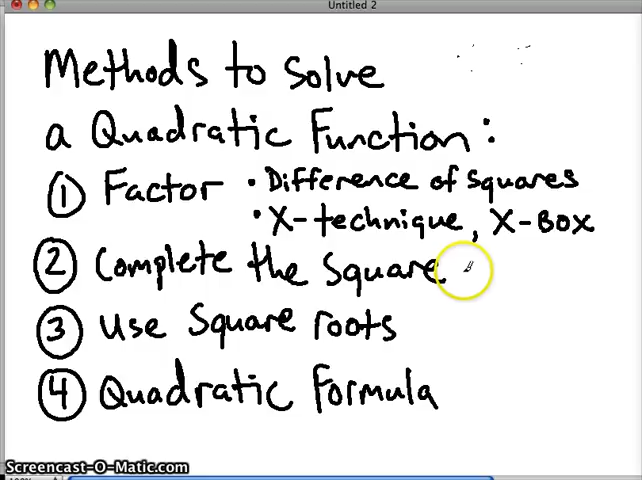 Untitled 2
Methods to solve
a Quadratic Function:
① Factor • Difference of squares
• X-technique, X-Box
② Complete the Square
③ Use Square roots
④ Quadratic Formula
Screencast-O-Matic.com
100%